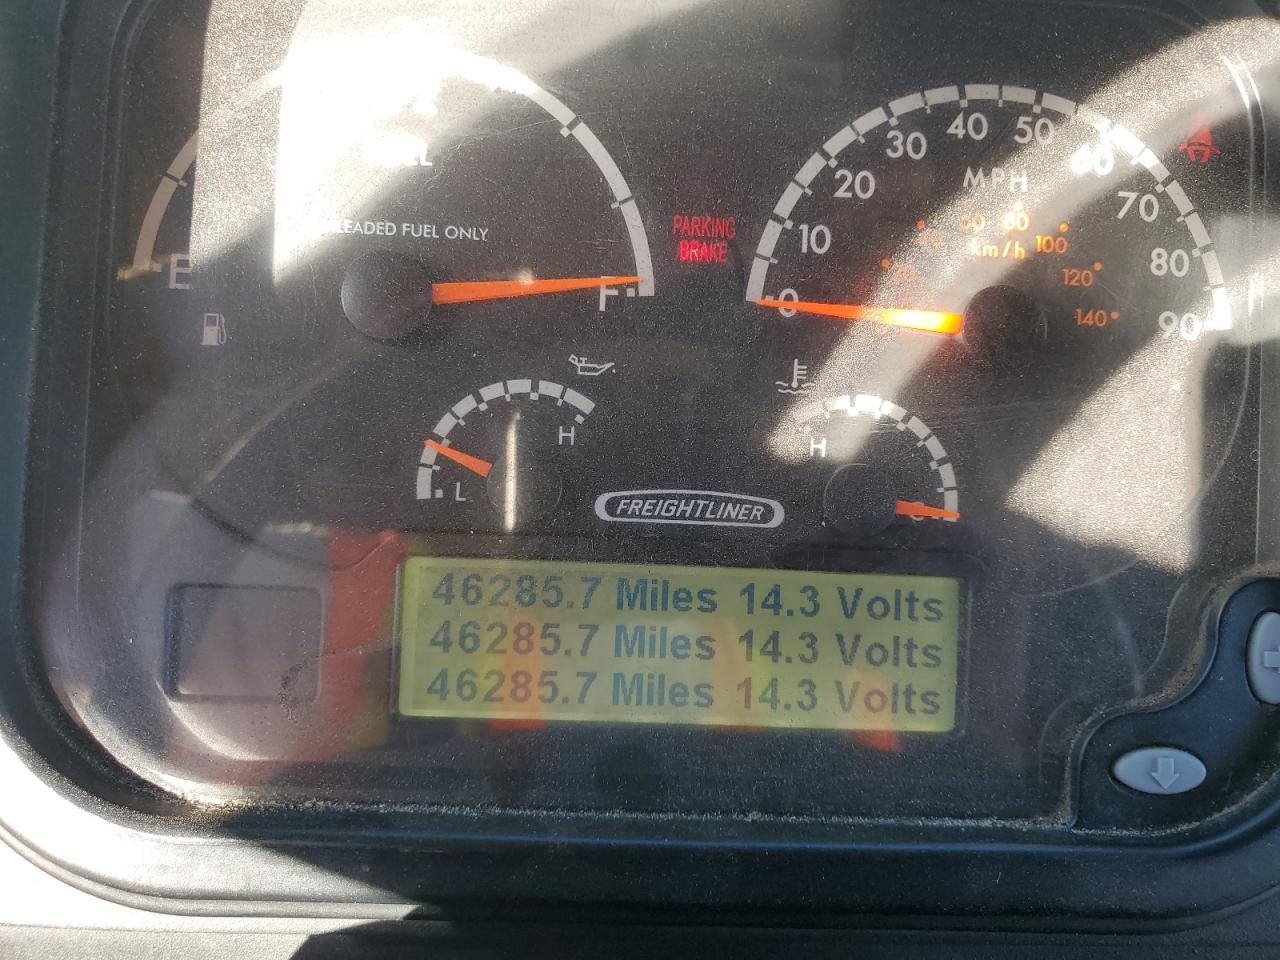 LEADED FUEL ONLY
E
F
PARKING
BRAKE
0
10
20
30
40
50
60
70
80
90
MPH
80
100
120
140
km/h
L
H
H
FREIGHTLINER
46285.7 Miles 14.3 Volts
46285.7 Miles 14.3 Volts
46285.7 Miles 14.3 Volts